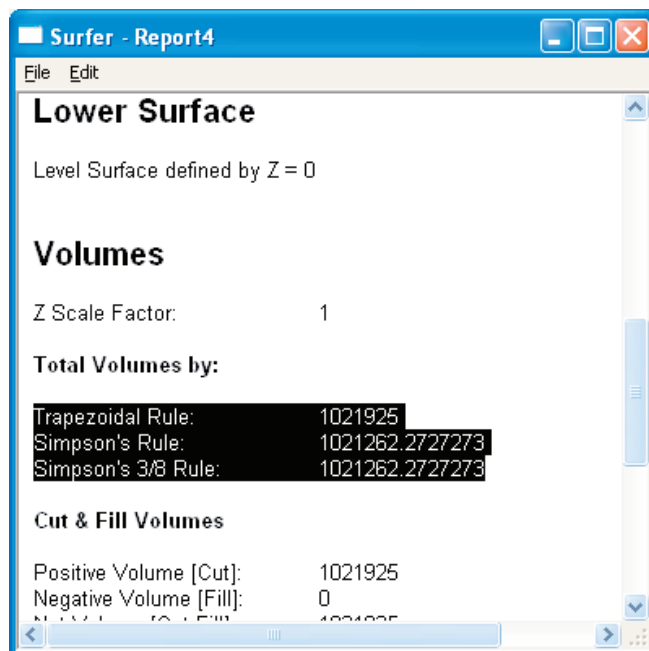 Surfer - Report4
File Edit
Lower Surface
Level Surface defined by Z = 0
Volumes
Z Scale Factor: 1
Total Volumes by:
Trapezoidal Rule: 1021925
Simpson's Rule: 1021262.2727273
Simpson's 3/8 Rule: 1021262.2727273
Cut & Fill Volumes
Positive Volume [Cut]: 1021925
Negative Volume [Fill]: 0